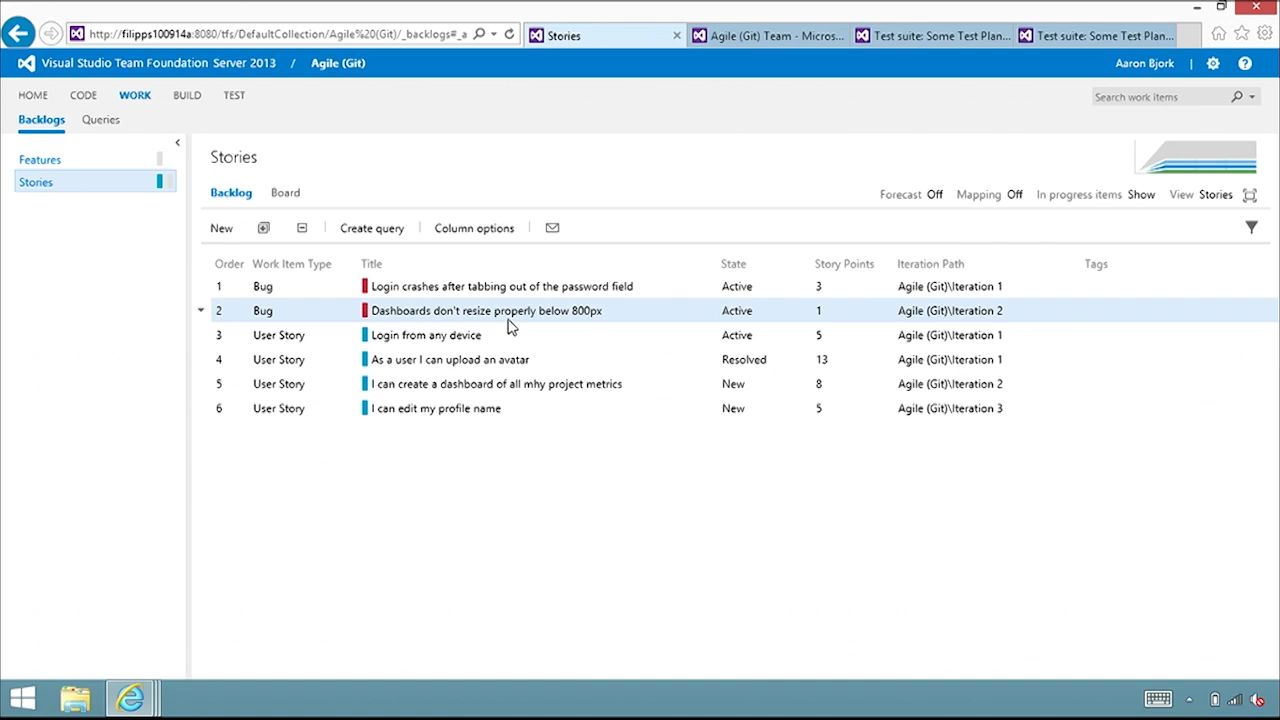 http://filipps100914a:8080/tfs/DefaultCollection/Agile%20(Git)/_backlogs#_a
Stories
Agile (Git) Team - Micros...
Test suite: Some Test Plan...
Test suite: Some Test Plan...
Visual Studio Team Foundation Server 2013 / Agile (Git)
Aaron Bjork
HOME CODE WORK BUILD TEST
Search work items
Backlogs Queries
Features
Stories
Stories
Backlog Board
Forecast Off Mapping Off In progress items Show View Stories
New Create query Column options
Order Work Item Type Title State Story Points Iteration Path Tags
1 Bug Login crashes after tabbing out of the password field Active 3 Agile (Git)\Iteration 1
2 Bug Dashboards don't resize properly below 800px Active 1 Agile (Git)\Iteration 2
3 User Story Login from any device Active 5 Agile (Git)\Iteration 1
4 User Story As a user I can upload an avatar Resolved 13 Agile (Git)\Iteration 1
5 User Story I can create a dashboard of all mhy project metrics New 8 Agile (Git)\Iteration 2
6 User Story I can edit my profile name New 5 Agile (Git)\Iteration 3